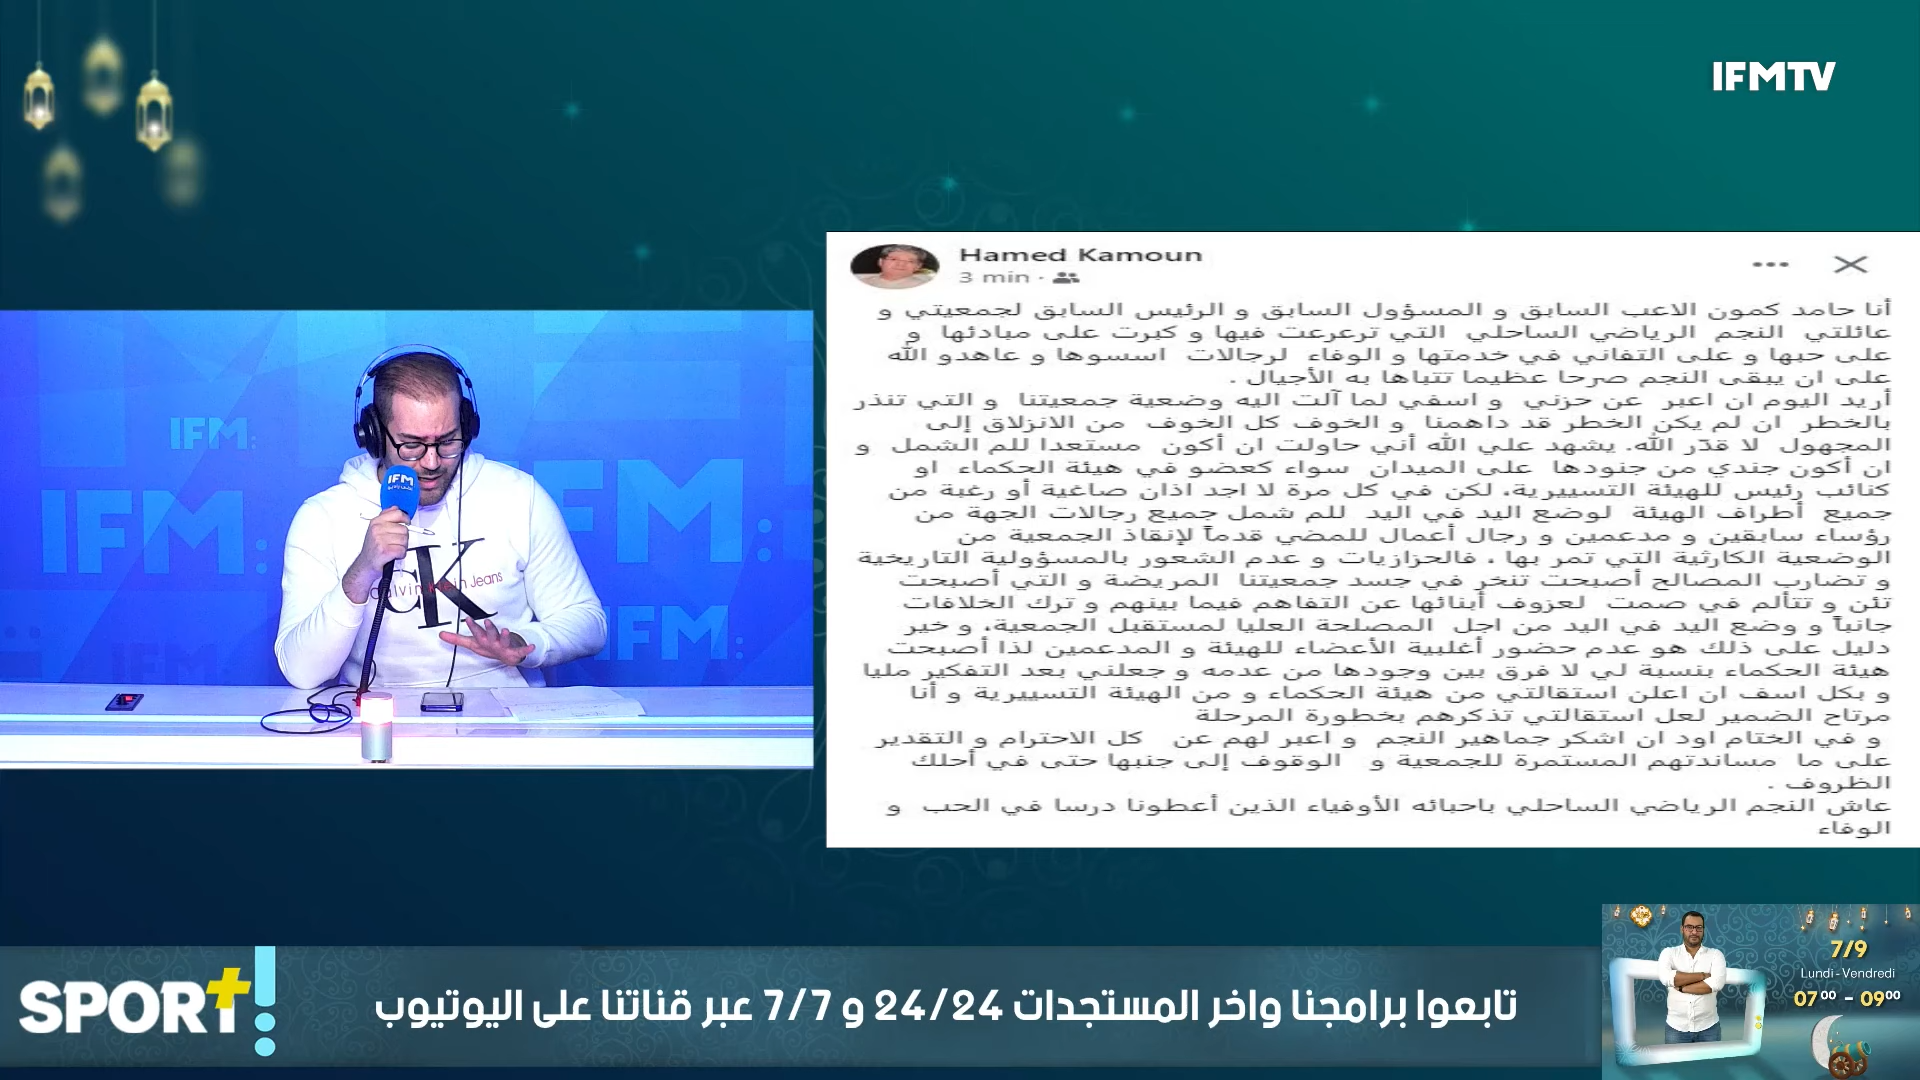 IFMTV
Hamed Kamoun
3 min ·
أنا حامد كمون الاعب السابق و المسؤول السابق و الرئيس السابق لجمعيتي و
عائلتي النجم الرياضي الساحلي التي ترعرعت فيها و كبرت على مبادئها و
على حبها و على التفاني في خدمتها و الوفاء لرجالات اسسوها و عاهدو الله
على ان يبقى النجم صرحا عظيما تتباها به الأجيال .
أريد اليوم ان اعبر عن حزني و اسفي لما آلت اليه وضعية جمعيتنا و التي تنذر
بالخطر ان لم يكن الخطر قد داهمنا و الخوف كل الخوف من الانزلاق إلى
المجهول لا قدّر الله. يشهد علي الله أني حاولت ان أكون مستعدا للم الشمل و
ان أكون جندي من جنودها على الميدان سواء كعضو في هيئة الحكماء او
كنائب رئيس للهيئة التسييرية، لكن في كل مرة لا اجد اذان صاغية أو رغبة من
جميع أطراف الهيئة لوضع اليد في اليد للم شمل جميع رجالات الجهة من
رؤساء سابقين و مدعمين و رجال أعمال للمضي قدماً لإنقاذ الجمعية من
الوضعية الكارثية التي تمر بها ، فالحزازيات و عدم الشعور بالمسؤولية التاريخية
و تضارب المصالح أصبحت تنخر في جسد جمعيتنا المريضة و التي أصبحت
تئن و تتألم في صمت لعزوف أبنائها عن التفاهم فيما بينهم و ترك الخلافات
جانباً و وضع اليد في اليد من اجل المصلحة العليا لمستقبل الجمعية، و خير
دليل على ذلك هو عدم حضور أغلبية الأعضاء للهيئة و المدعمين لذا أصبحت
هيئة الحكماء بنسبة لي لا فرق بين وجودها من عدمه و جعلني بعد التفكير مليا
و بكل اسف ان اعلن استقالتي من هيئة الحكماء و من الهيئة التسييرية و أنا
مرتاح الضمير لعل استقالتي تذكرهم بخطورة المرحلة
و في الختام اود ان اشكر جماهير النجم و اعبر لهم عن كل الاحترام و التقدير
على ما مساندتهم المستمرة للجمعية و الوقوف إلى جنبها حتى في أحلك
الظروف .
عاش النجم الرياضي الساحلي باحبائه الأوفياء الذين أعطونا درسا في الحب و
الوفاء
IFM:
IFM:
IFM:
IFM:
IFM
CK
Calvin Klein Jeans
SPORT+!
تابعوا برامجنا واخر المستجدات 24/24 و 7/7 عبر قناتنا على اليوتيوب
7/9
Lundi-Vendredi
07 00 - 09 00